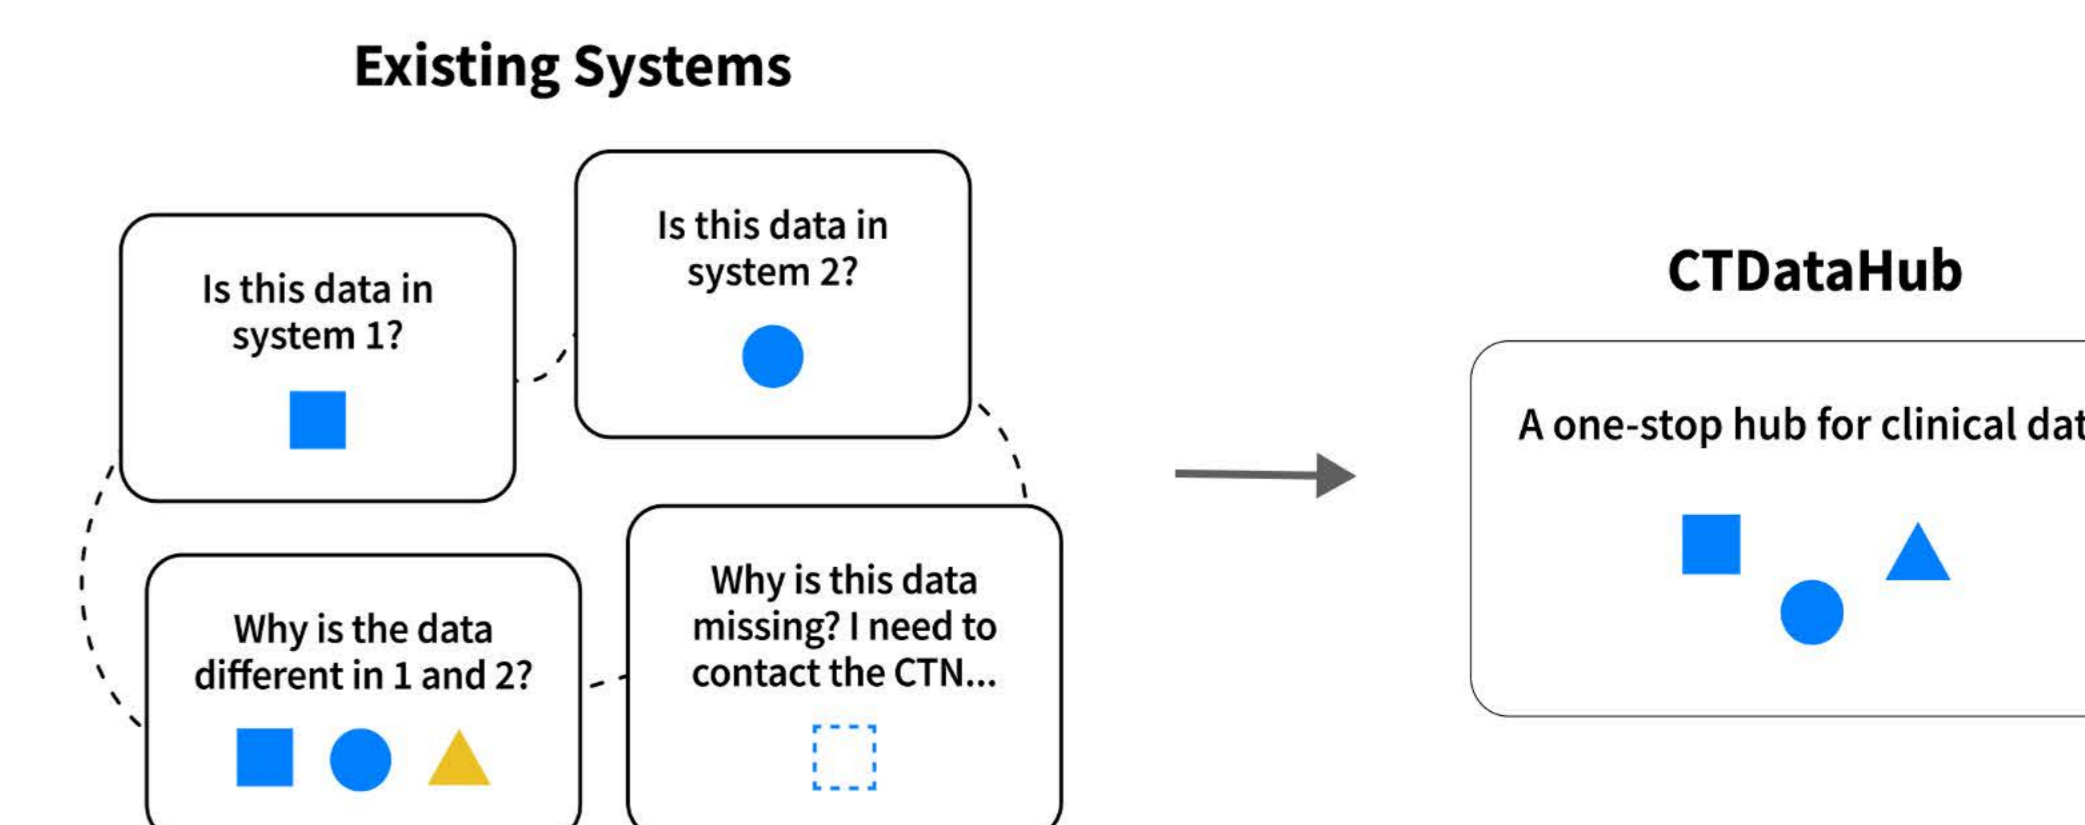 Existing Systems
Is this data in
system 1?
Is this data in
system 2?
Why is the data
different in 1 and 2?
Why is this data
missing? I need to
contact the CTN...
CTDataHub
A one-stop hub for clinical dat